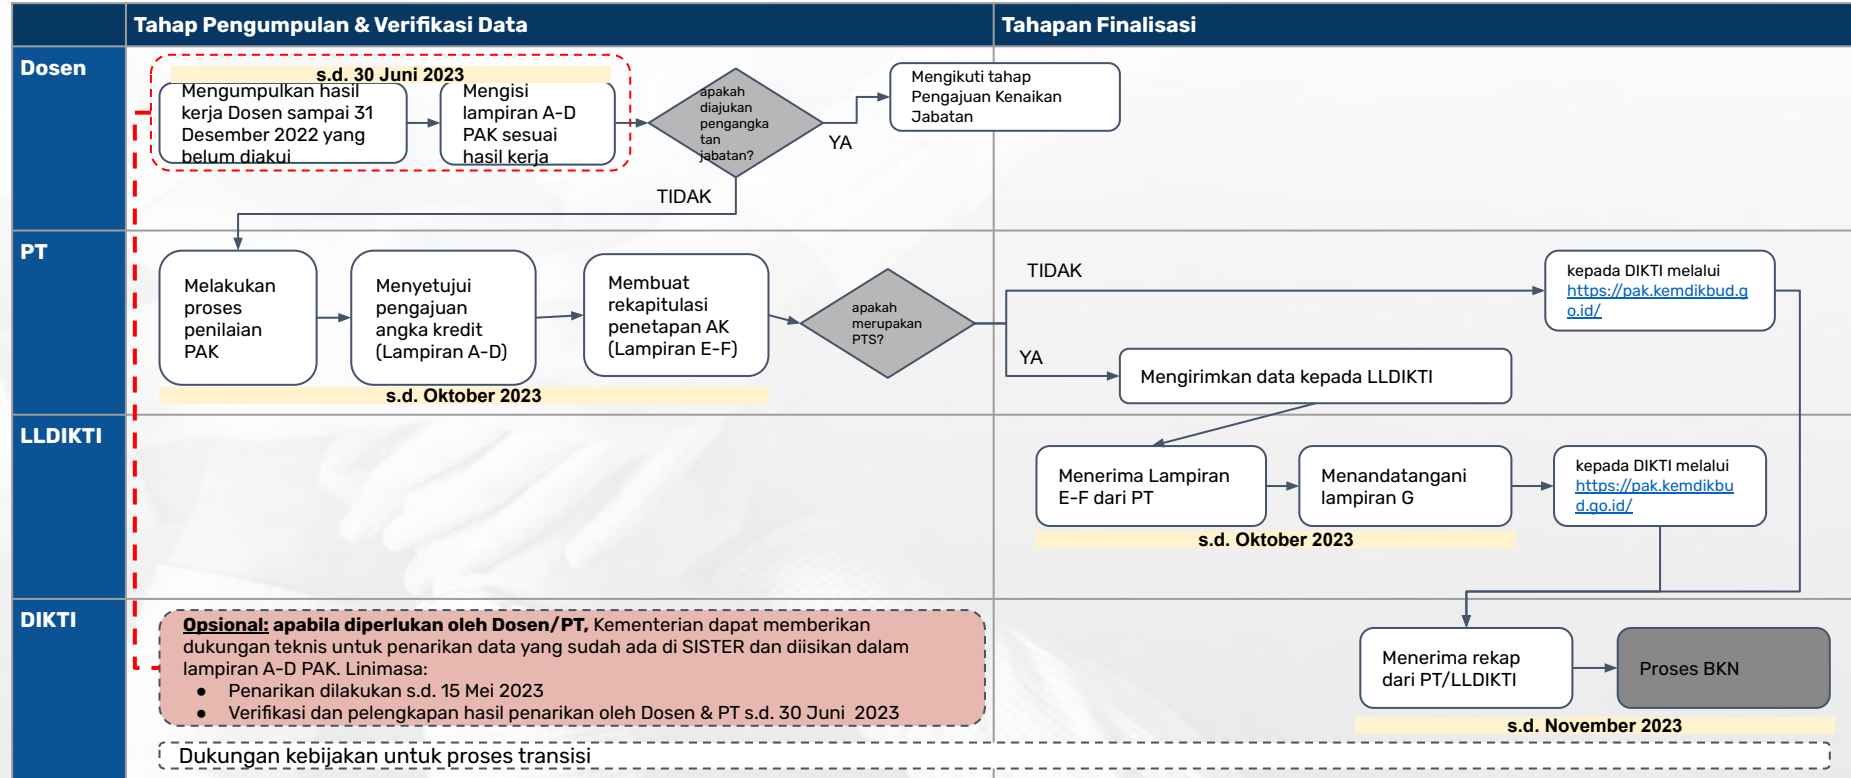 Tahap Pengumpulan & Verifikasi Data
Tahapan Finalisasi
Dosen
s.d. 30 Juni 2023
Mengumpulkan hasil
kerja Dosen sampai 31
Desember 2022 yang
belum diakui
Mengisi
lampiran A-D
PAK sesuai
hasil kerja
apakah
diajukan
pengangka
tan
jabatan?
YA
Mengikuti tahap
Pengajuan Kenaikan
Jabatan
TIDAK
PT
Melakukan
proses
penilaian
PAK
Menyetujui
pengajuan
angka kredit
(Lampiran A-D)
Membuat
rekapitulasi
penetapan AK
(Lampiran E-F)
s.d. Oktober 2023
apakah
merupakan
PTS?
TIDAK
kepada DIKTI melalui
https://pak.kemdikbud.g
o.id/
YA
Mengirimkan data kepada LLDIKTI
LLDIKTI
Menerima Lampiran
E-F dari PT
Menandatangani
lampiran G
kepada DIKTI melalui
https://pak.kemdikbu
d.go.id/
s.d. Oktober 2023
DIKTI
Opsional: apabila diperlukan oleh Dosen/PT, Kementerian dapat memberikan
dukungan teknis untuk penarikan data yang sudah ada di SISTER dan diisikan dalam
lampiran A-D PAK. Linimasa:
● Penarikan dilakukan s.d. 15 Mei 2023
● Verifikasi dan pelengkapan hasil penarikan oleh Dosen & PT s.d. 30 Juni 2023
Menerima rekap
dari PT/LLDIKTI
Proses BKN
s.d. November 2023
Dukungan kebijakan untuk proses transisi